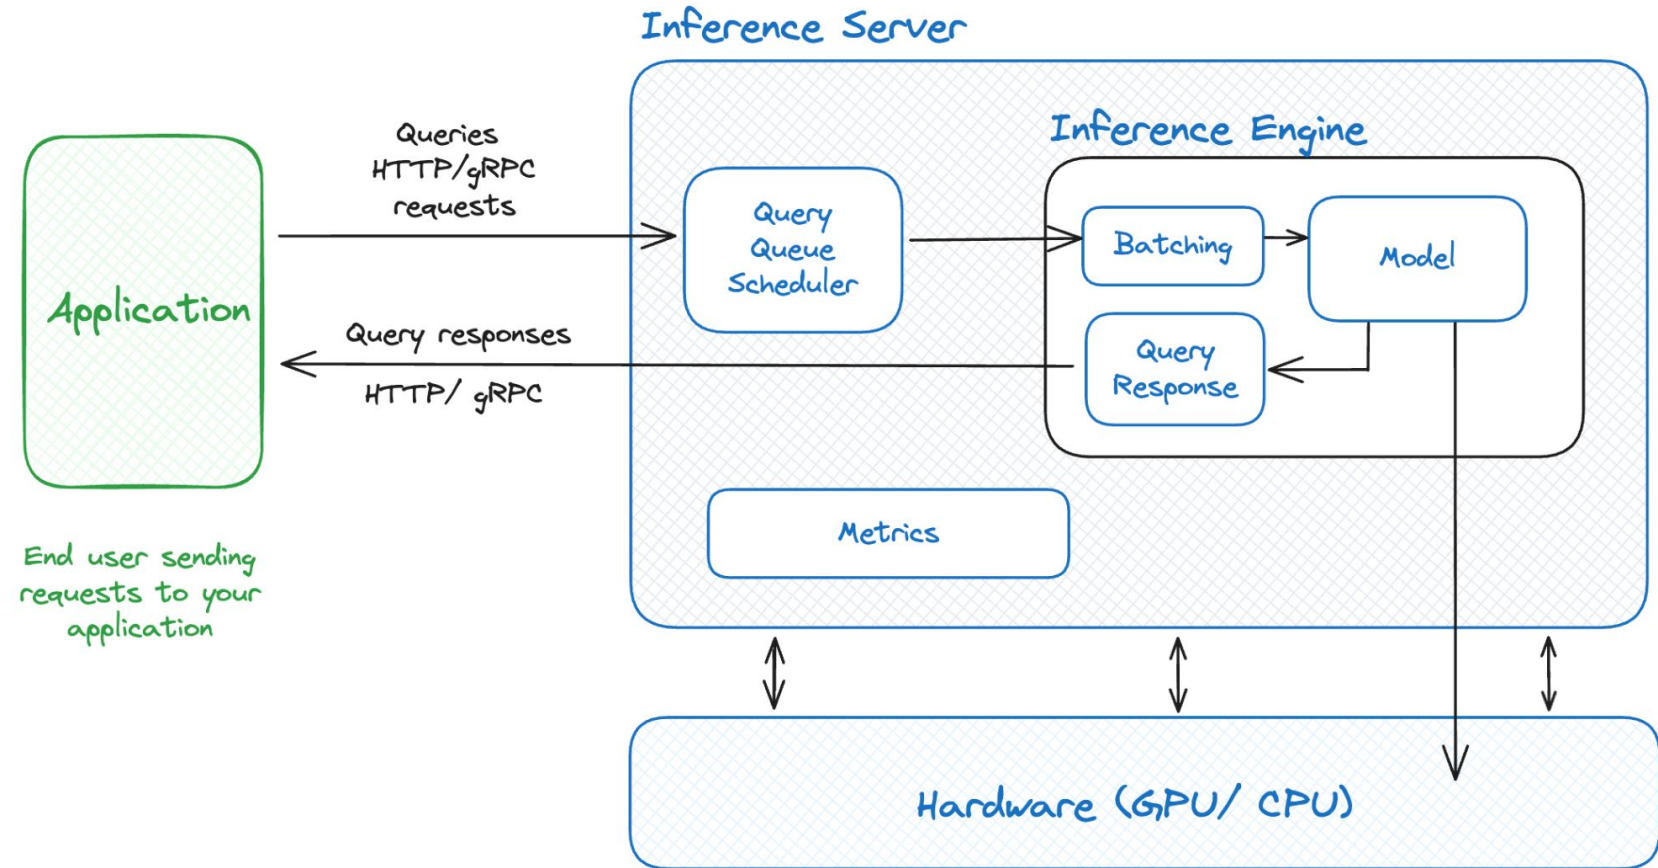 Inference Server
Inference Engine
Queries
HTTP/gRPC
requests
Query
Queue
Scheduler
Batching
Model
Application
Query responses
HTTP/ gRPC
Query
Response
Metrics
End user sending
requests to your
application
Hardware (GPU/ CPU)